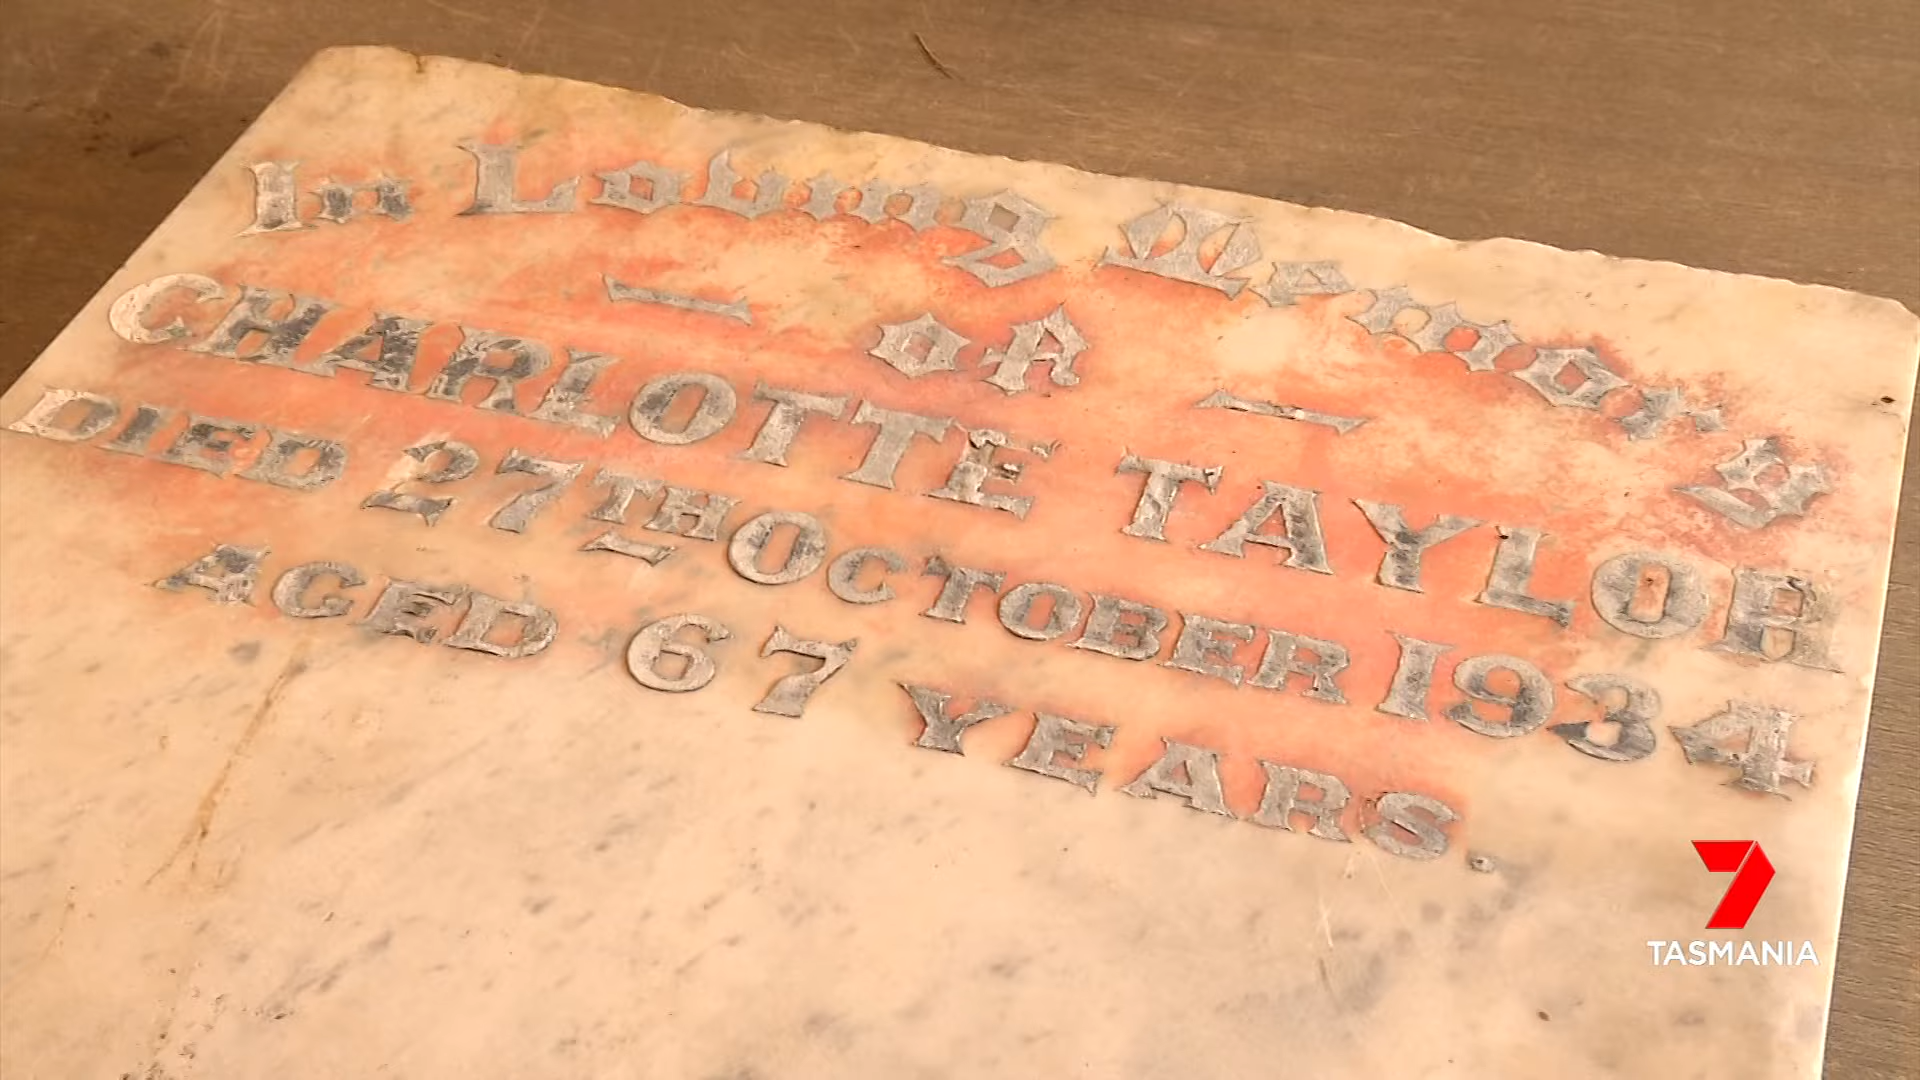 In Loving Memory
— of —
CHARLOTTE TAYLOR
DIED 27TH OCTOBER 1934
AGED 67 YEARS.
7
TASMANIA